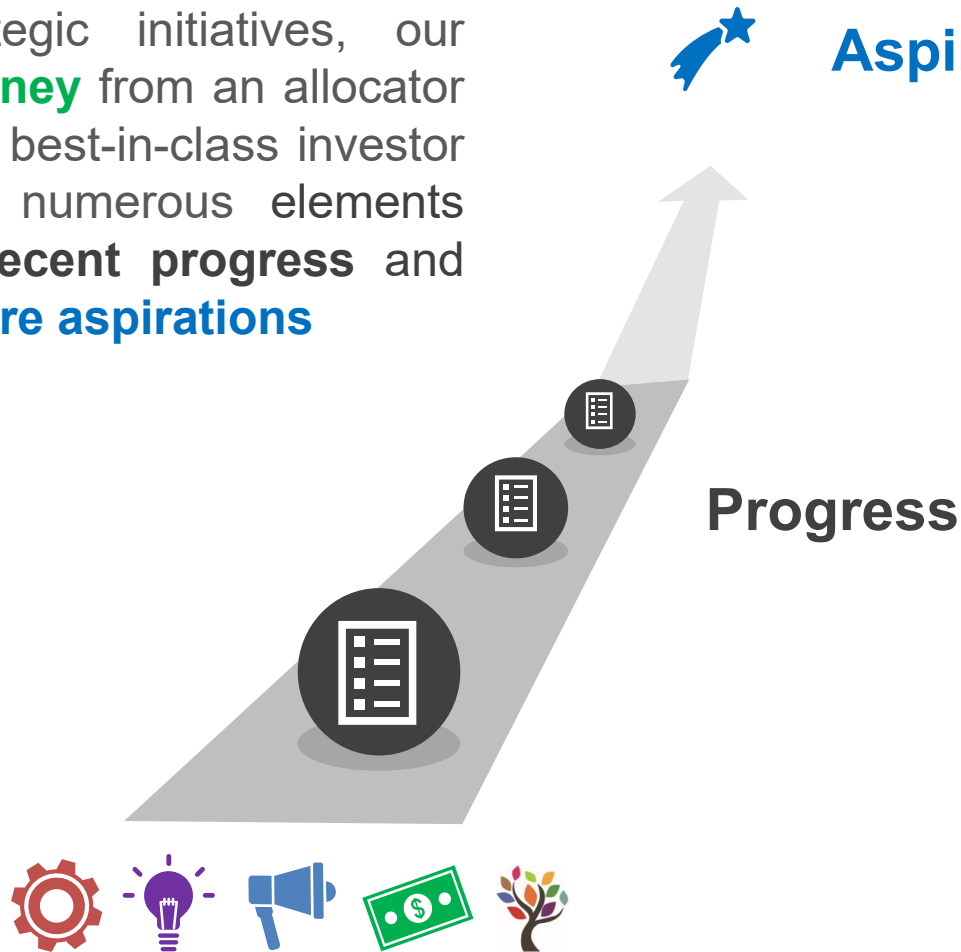 tegic initiatives, our
ney from an allocator
best-in-class investor
numerous elements
ecent progress and
re aspirations
Aspi
Progress
$